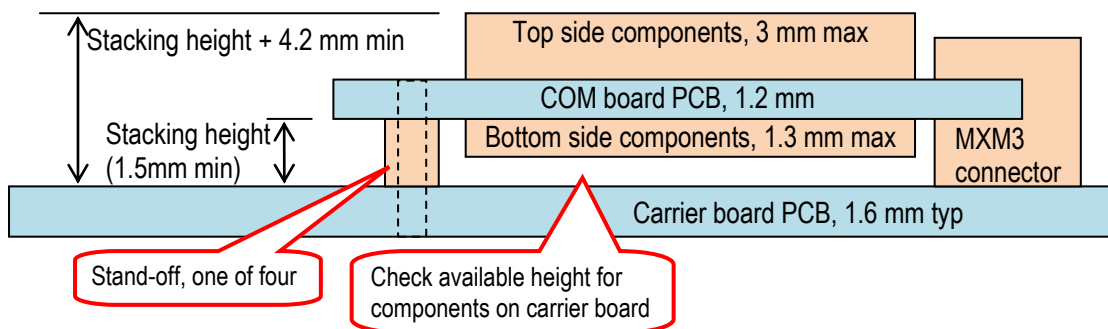 Stacking height + 4.2 mm min
Top side components, 3 mm max
COM board PCB, 1.2 mm
Stacking height
(1.5mm min)
Bottom side components, 1.3 mm max
MXM3
connector
Carrier board PCB, 1.6 mm typ
Stand-off, one of four
Check available height for
components on carrier board